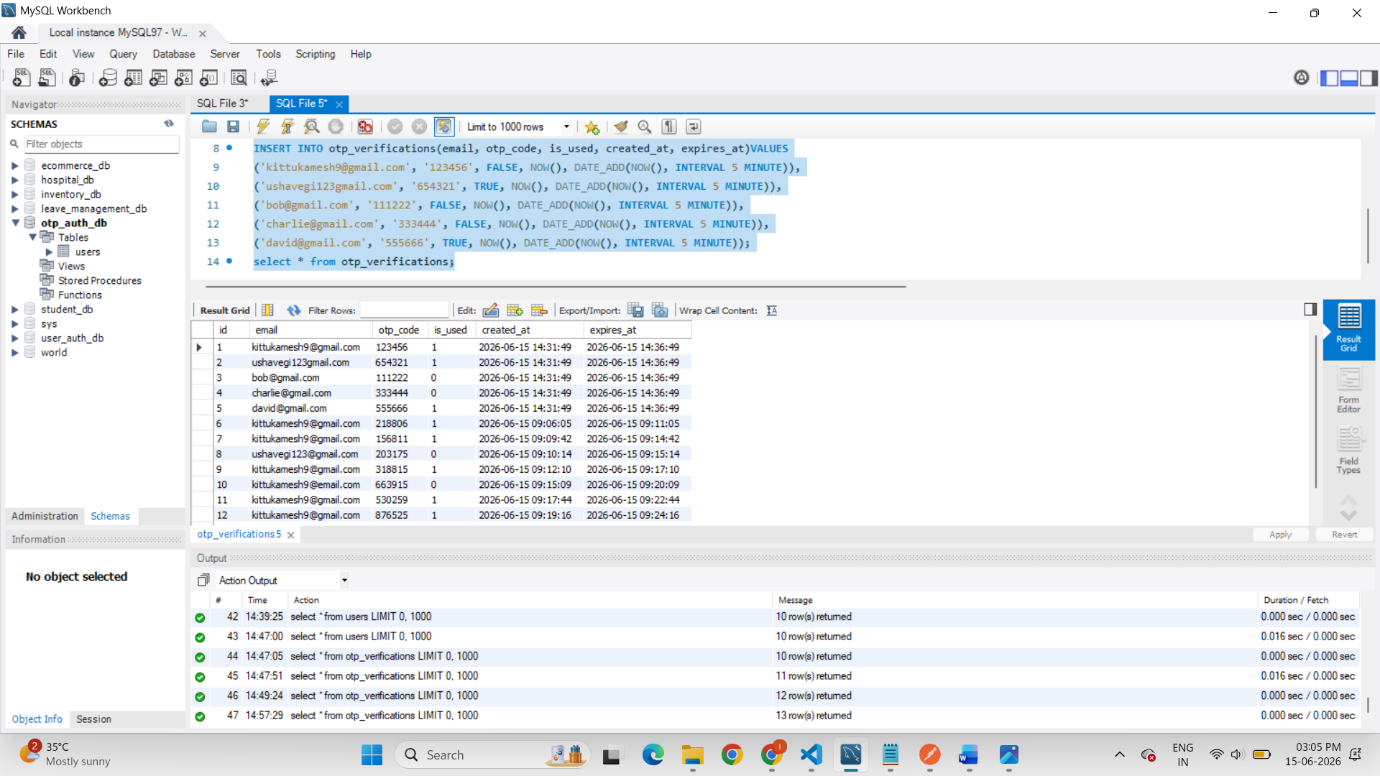 MySQL Workbench
Local instance MySQL97 - W...
File Edit View Query Database Server Tools Scripting Help
Navigator
SCHEMAS
Filter objects
ecommerce_db
hospital_db
inventory_db
leave_management_db
otp_auth_db
Tables
users
Views
Stored Procedures
Functions
student_db
sys
user_auth_db
world
Administration Schemas
Information
No object selected
Object Info Session
SQL File 3* SQL File 5*
Limit to 1000 rows
8 INSERT INTO otp_verifications(email, otp_code, is_used, created_at, expires_at)VALUES
9 ('kittukamesh9@gmail.com', '123456', FALSE, NOW(), DATE_ADD(NOW(), INTERVAL 5 MINUTE)),
10 ('ushavegi123gmail.com', '654321', TRUE, NOW(), DATE_ADD(NOW(), INTERVAL 5 MINUTE)),
11 ('bob@gmail.com', '111222', FALSE, NOW(), DATE_ADD(NOW(), INTERVAL 5 MINUTE)),
12 ('charlie@gmail.com', '333444', FALSE, NOW(), DATE_ADD(NOW(), INTERVAL 5 MINUTE)),
13 ('david@gmail.com', '555666', TRUE, NOW(), DATE_ADD(NOW(), INTERVAL 5 MINUTE));
14 select * from otp_verifications;
Result Grid Filter Rows: Edit: Export/Import: Wrap Cell Content:
id email otp_code is_used created_at expires_at
1 kittukamesh9@gmail.com 123456 1 2026-06-15 14:31:49 2026-06-15 14:36:49
2 ushavegi123gmail.com 654321 1 2026-06-15 14:31:49 2026-06-15 14:36:49
3 bob@gmail.com 111222 0 2026-06-15 14:31:49 2026-06-15 14:36:49
4 charlie@gmail.com 333444 0 2026-06-15 14:31:49 2026-06-15 14:36:49
5 david@gmail.com 555666 1 2026-06-15 14:31:49 2026-06-15 14:36:49
6 kittukamesh9@gmail.com 218806 1 2026-06-15 09:06:05 2026-06-15 09:11:05
7 kittukamesh9@gmail.com 156811 1 2026-06-15 09:09:42 2026-06-15 09:14:42
8 ushavegi123@gmail.com 203175 0 2026-06-15 09:10:14 2026-06-15 09:15:14
9 kittukamesh9@gmail.com 318815 1 2026-06-15 09:12:10 2026-06-15 09:17:10
10 kittukamesh9@email.com 663915 0 2026-06-15 09:15:09 2026-06-15 09:20:09
11 kittukamesh9@gmail.com 530259 1 2026-06-15 09:17:44 2026-06-15 09:22:44
12 kittukamesh9@gmail.com 876525 1 2026-06-15 09:19:16 2026-06-15 09:24:16
Result Grid
Form Editor
Field Types
otp_verifications 5
Apply Revert
Output
Action Output
# Time Action Message Duration / Fetch
42 14:39:25 select * from users LIMIT 0, 1000 10 row(s) returned 0.000 sec / 0.000 sec
43 14:47:00 select * from users LIMIT 0, 1000 10 row(s) returned 0.016 sec / 0.000 sec
44 14:47:05 select * from otp_verifications LIMIT 0, 1000 10 row(s) returned 0.000 sec / 0.000 sec
45 14:47:51 select * from otp_verifications LIMIT 0, 1000 11 row(s) returned 0.016 sec / 0.000 sec
46 14:49:24 select * from otp_verifications LIMIT 0, 1000 12 row(s) returned 0.000 sec / 0.000 sec
47 14:57:29 select * from otp_verifications LIMIT 0, 1000 13 row(s) returned 0.000 sec / 0.000 sec
2
35°C
Mostly sunny
Search
ENG
IN
03:05 PM
15-06-2026